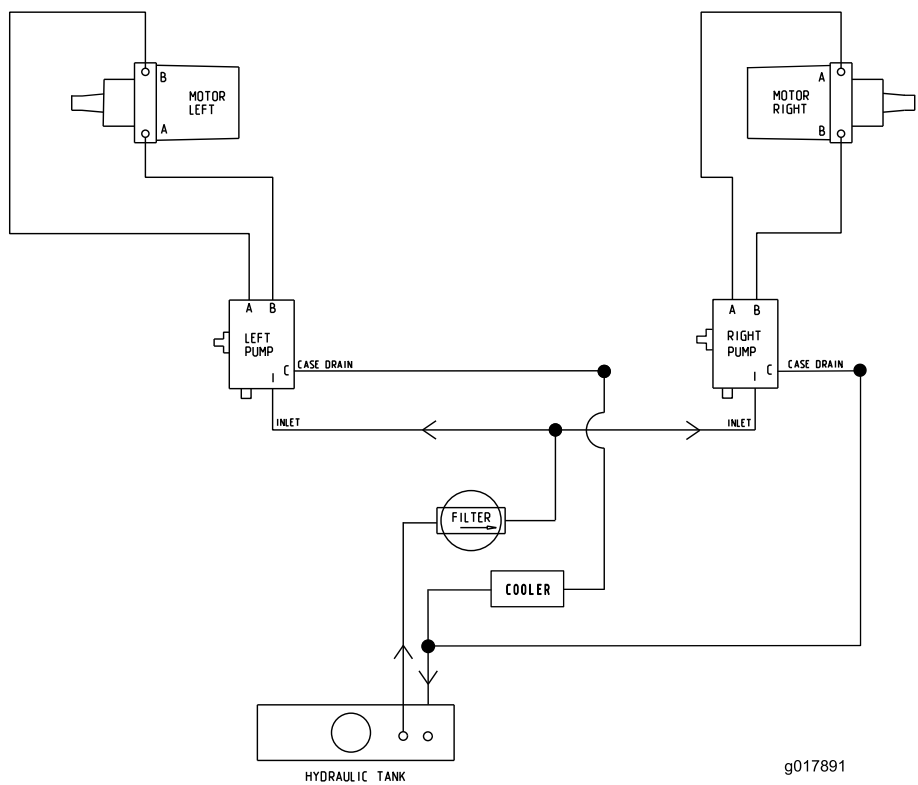 B
MOTOR
LEFT
A
A
MOTOR
RIGHT
B
A B
LEFT
PUMP
C
I
CASE DRAIN
INLET
A B
RIGHT
PUMP
C
I
CASE DRAIN
INLET
FILTER
COOLER
HYDRAULIC TANK
g017891